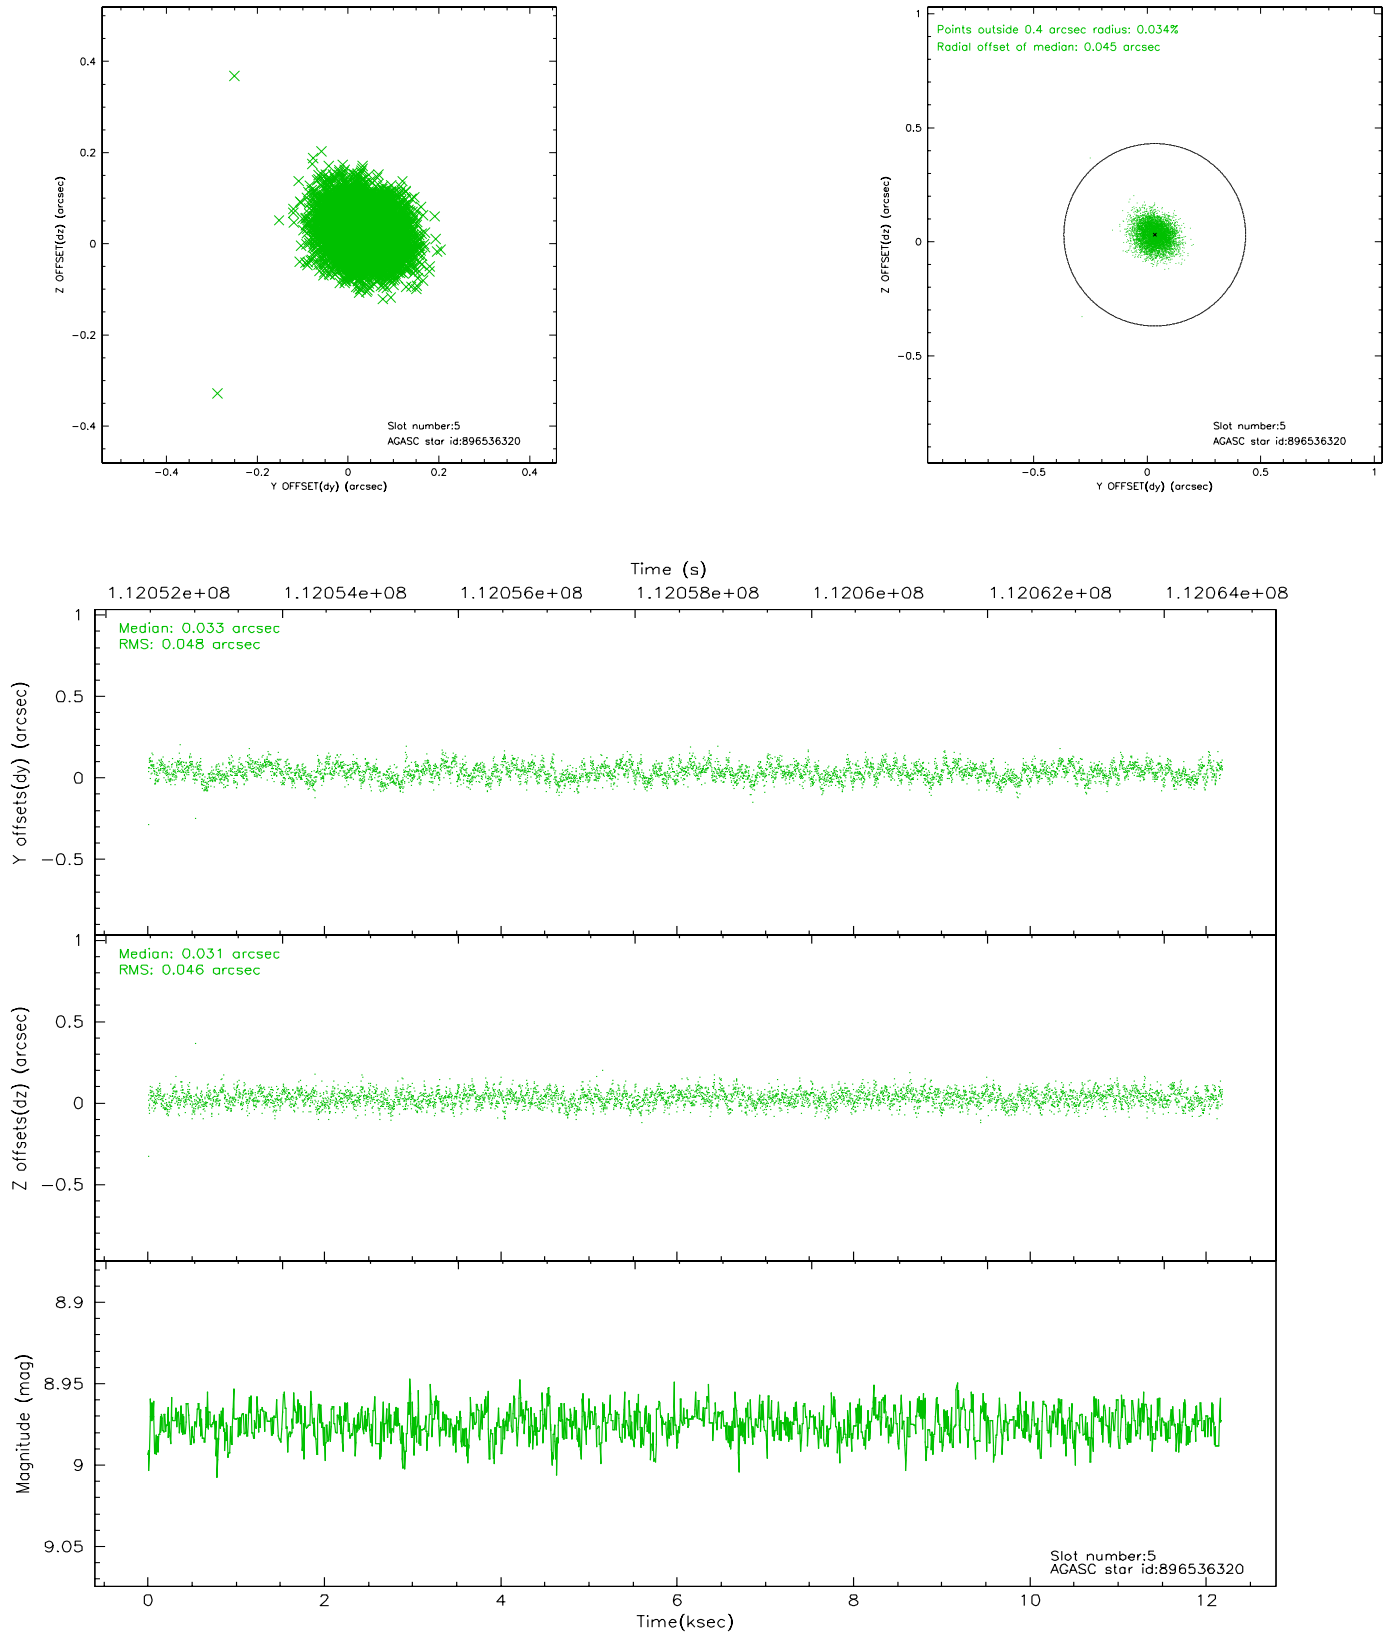 0.4
0.2
0
-0.2
-0.4
Z OFFSET(dz) (arcsec)
Slot number:5
AGASC star id:896536320
-0.4 -0.2 0 0.2 0.4
Y OFFSET(dy) (arcsec)
Points outside 0.4 arcsec radius: 0.034%
Radial offset of median: 0.045 arcsec
1
0.5
0
-0.5
Z OFFSET(dz) (arcsec)
Slot number:5
AGASC star id:896536320
-0.5 0 0.5 1
Y OFFSET(dy) (arcsec)
Time (s)
1.12052e+08 1.12054e+08 1.12056e+08 1.12058e+08 1.1206e+08 1.12062e+08 1.12064e+08
Median: 0.033 arcsec
RMS: 0.048 arcsec
1
0.5
0
-0.5
Y offsets(dy) (arcsec)
Median: 0.031 arcsec
RMS: 0.046 arcsec
1
0.5
0
-0.5
Z offsets(dz) (arcsec)
8.9
8.95
9
9.05
Magnitude (mag)
Slot number:5
AGASC star id:896536320
0 2 4 6 8 10 12
Time(ksec)